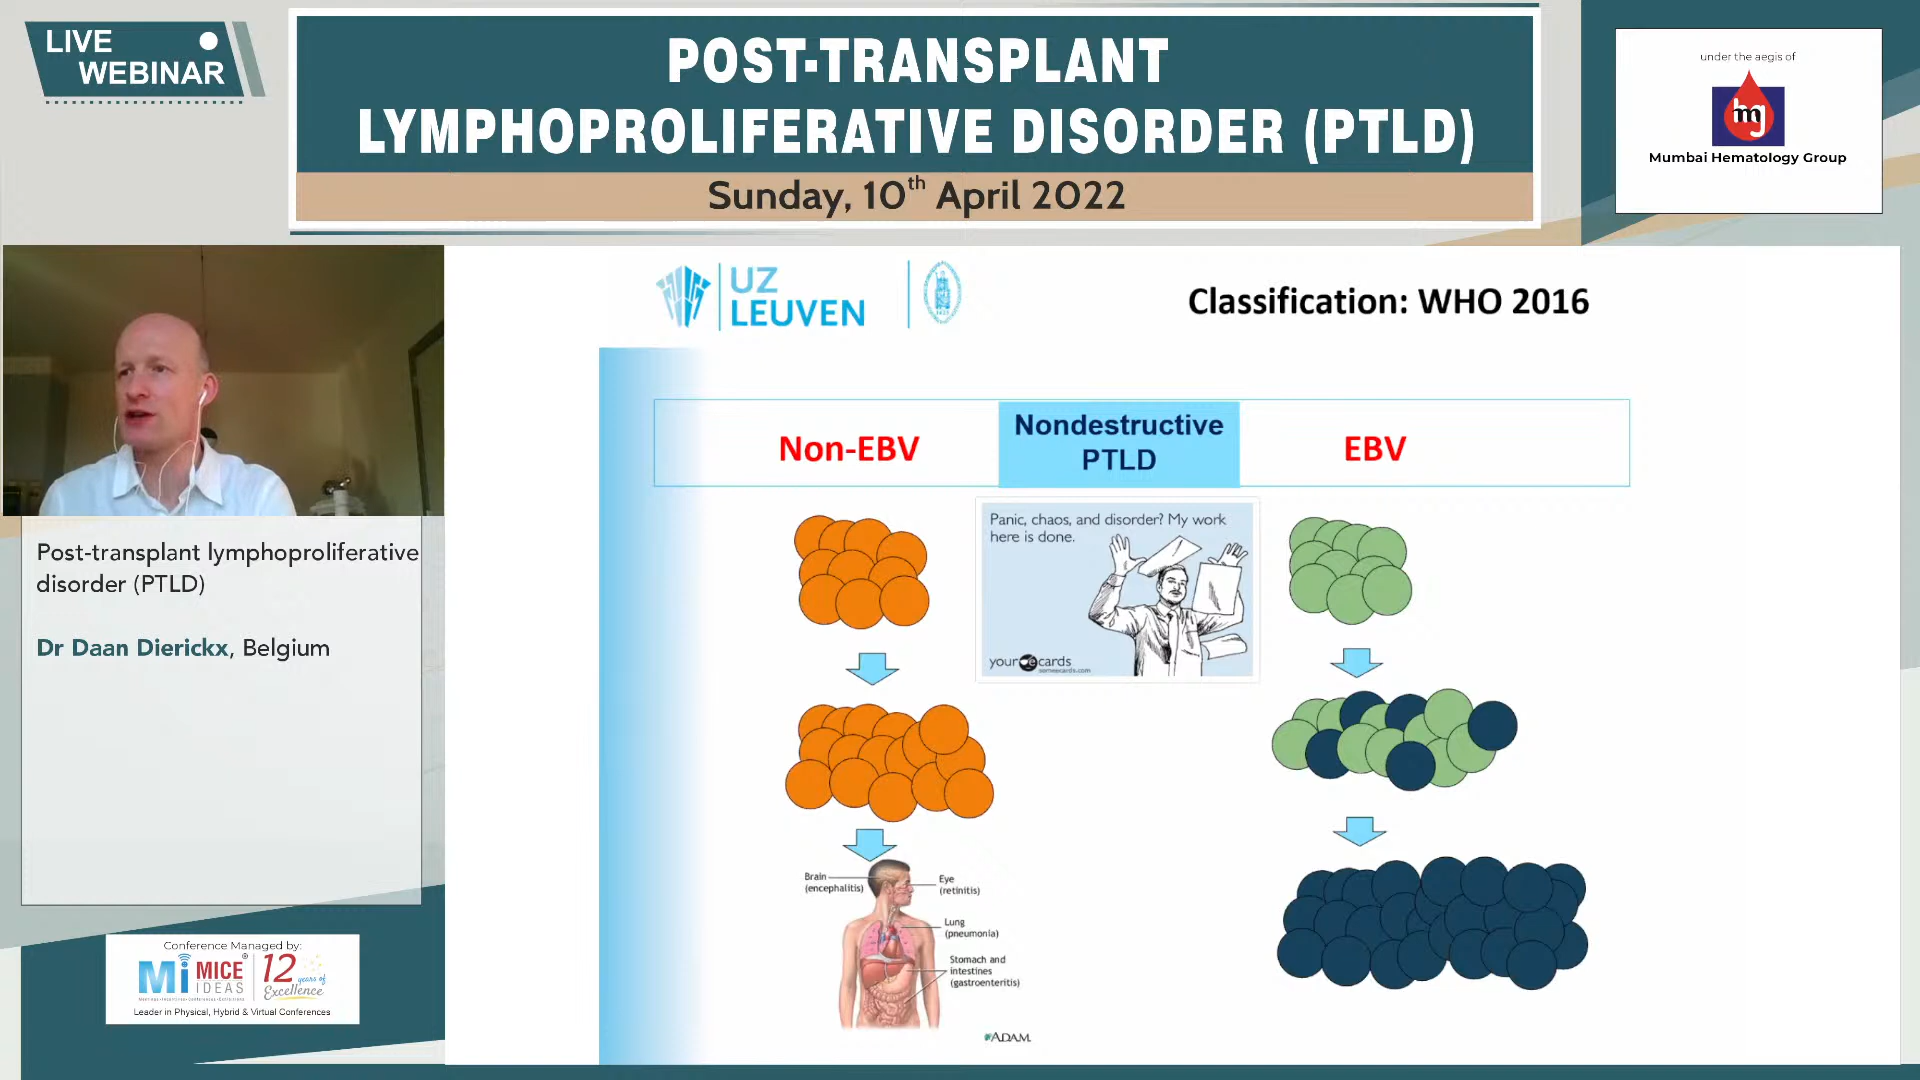 LIVE
WEBINAR
POST-TRANSPLANT
LYMPHOPROLIFERATIVE DISORDER (PTLD)
Sunday, 10th April 2022
under the aegis of
mg
Mumbai Hematology Group
UZ
LEUVEN
Classification: WHO 2016
Non-EBV
Nondestructive
PTLD
EBV
Panic, chaos, and disorder? My work
here is done.
your cards
someecards.com
Brain
(encephalitis)
Eye
(retinitis)
Lung
(pneumonia)
Stomach and
intestines
(gastroenteritis)
ADAM
Post-transplant lymphoproliferative
disorder (PTLD)
Dr Daan Dierickx, Belgium
Conference Managed by:
Mi MICE
IDEAS
12
years of
Excellence
Leader in Physical, Hybrid & Virtual Conferences